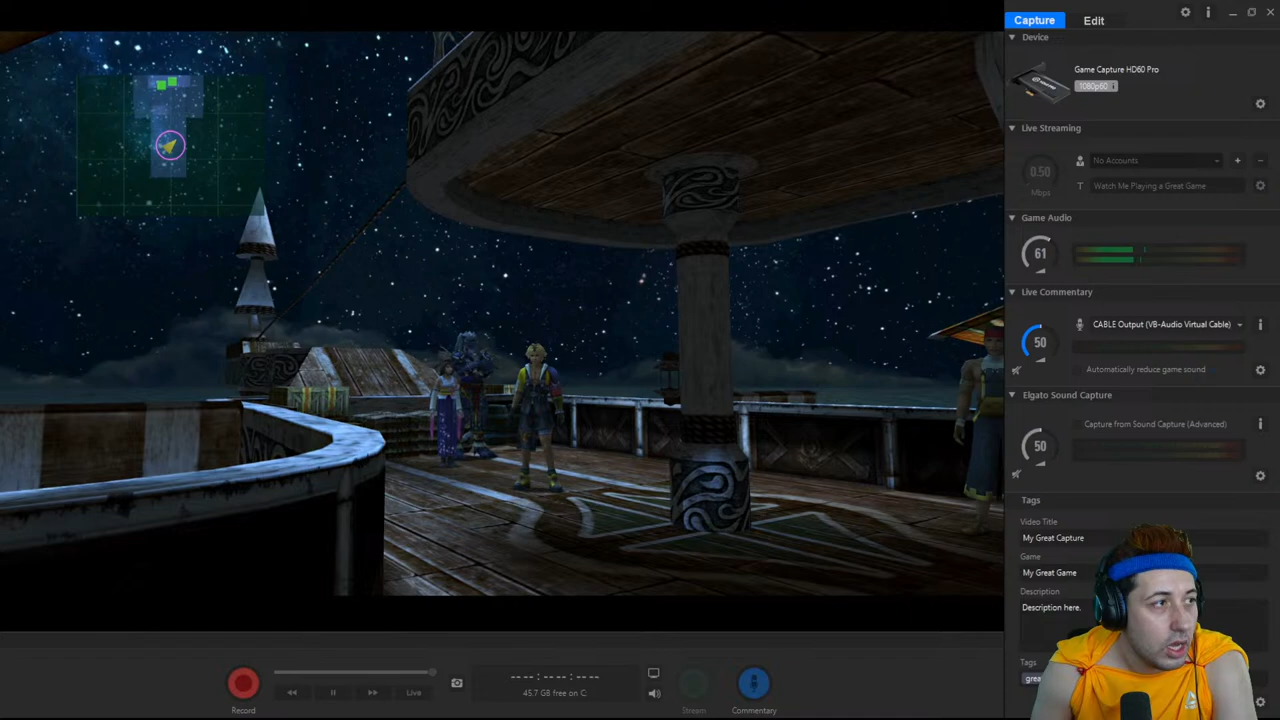 Capture Edit
Device
Game Capture HD60 Pro
1080p60
Live Streaming
0.50
Mbps
No Accounts
T Watch Me Playing a Great Game
Game Audio
61
Live Commentary
50
CABLE Output (VB-Audio Virtual Cable)
Automatically reduce game sound
Elgato Sound Capture
50
Capture from Sound Capture (Advanced)
Tags
Video Title
My Great Capture
Game
My Great Game
Description
Description here.
Tags
Live
Record
-- -- : -- -- : -- --
45.7 GB free on C:
Stream
Commentary